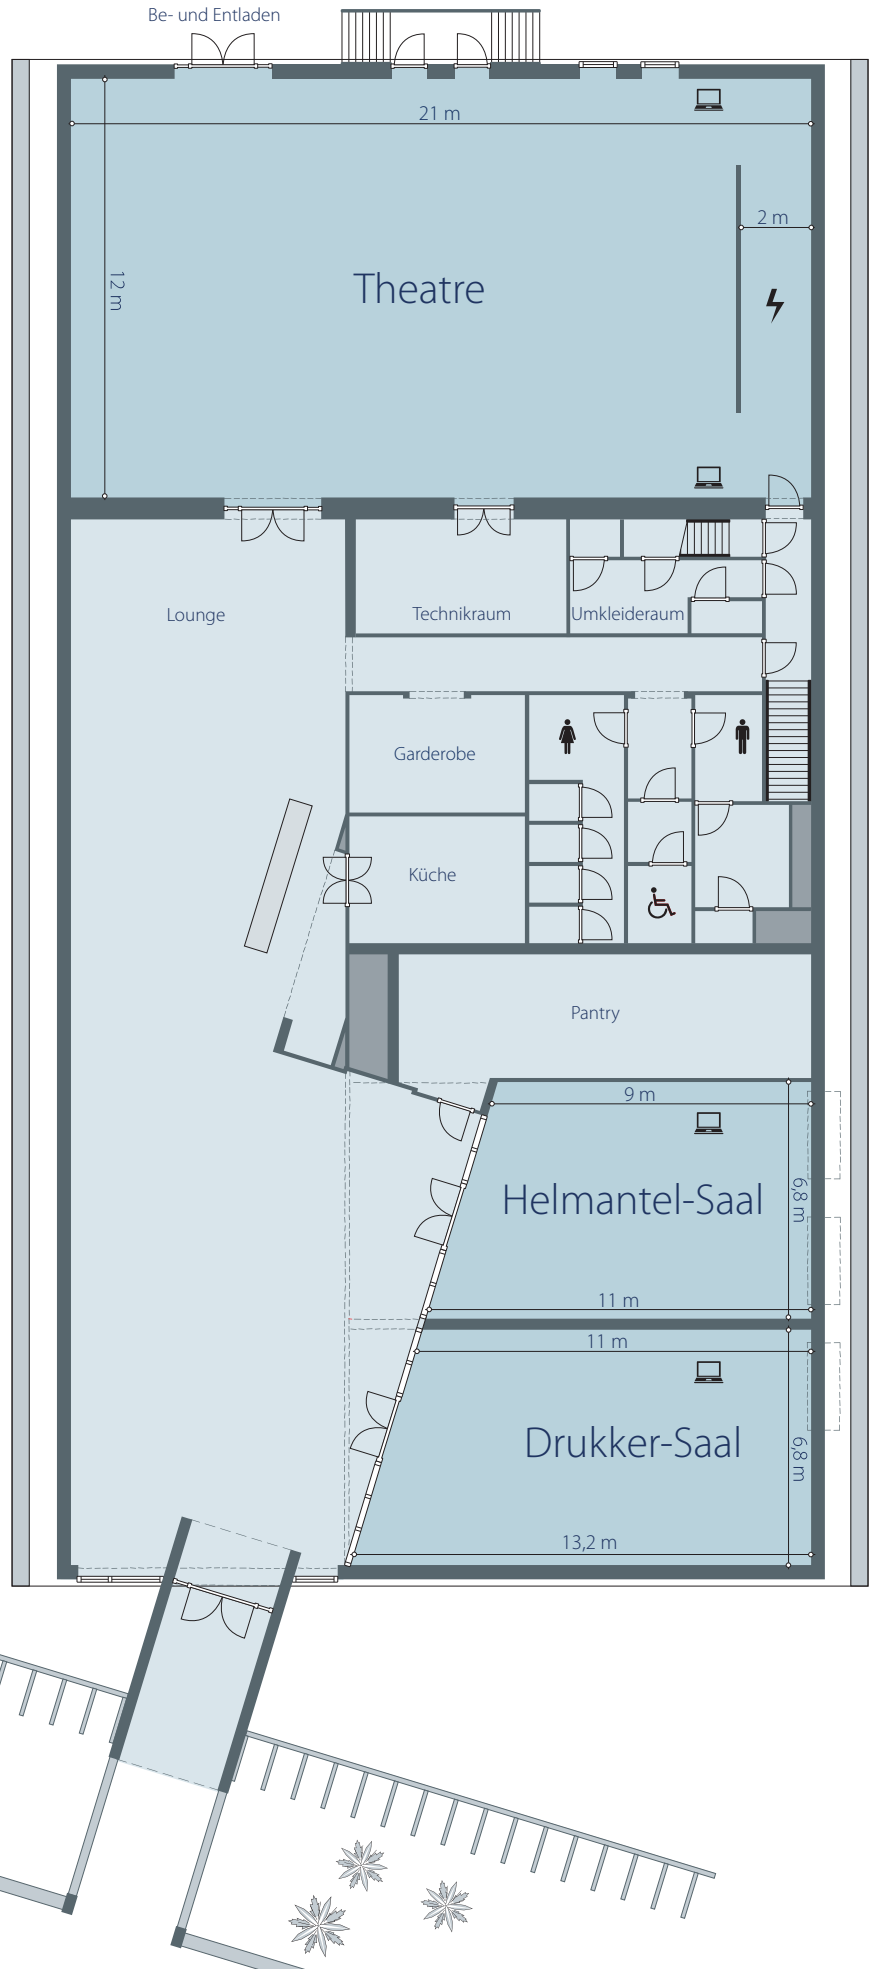 Be- und Entladen
21 m
2 m
12 m
Theatre
Lounge
Technikraum
Umkleideraum
Garderobe
Küche
Pantry
9 m
Helmantel-Saal
6,8 m
11 m
11 m
Drukker-Saal
6,8 m
13,2 m